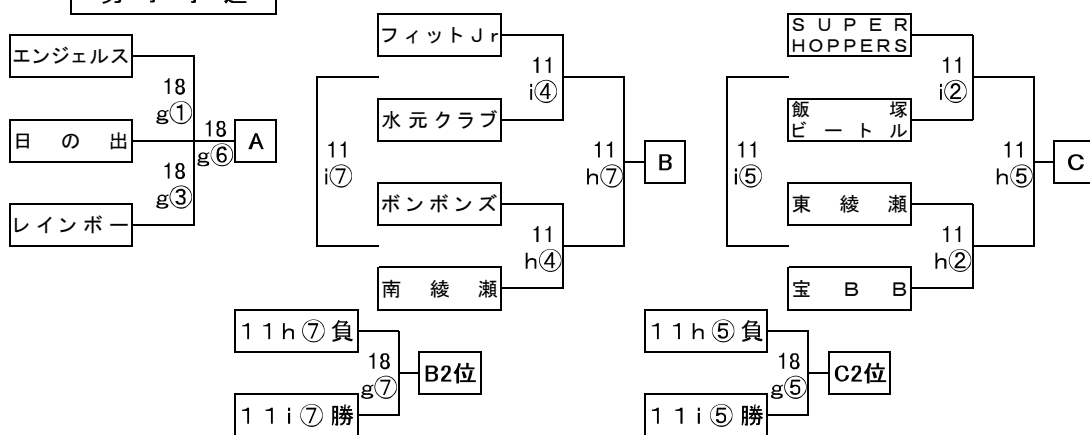 エンジェルス
18
g①
日の出
18
g⑥
A
18
g③
レインボー
フィットJr
11
i④
水元クラブ
11
i⑦
11
h⑦
B
ボンボンズ
11
h④
南綾瀬
11h⑦負
18
g⑦
B2位
11i⑦勝
SUPER
HOPPERS
11
i②
飯塚
ビートル
11
i⑤
11
h⑤
C
東綾瀬
11
h②
宝BB
11h⑤負
18
g⑤
C2位
11i⑤勝